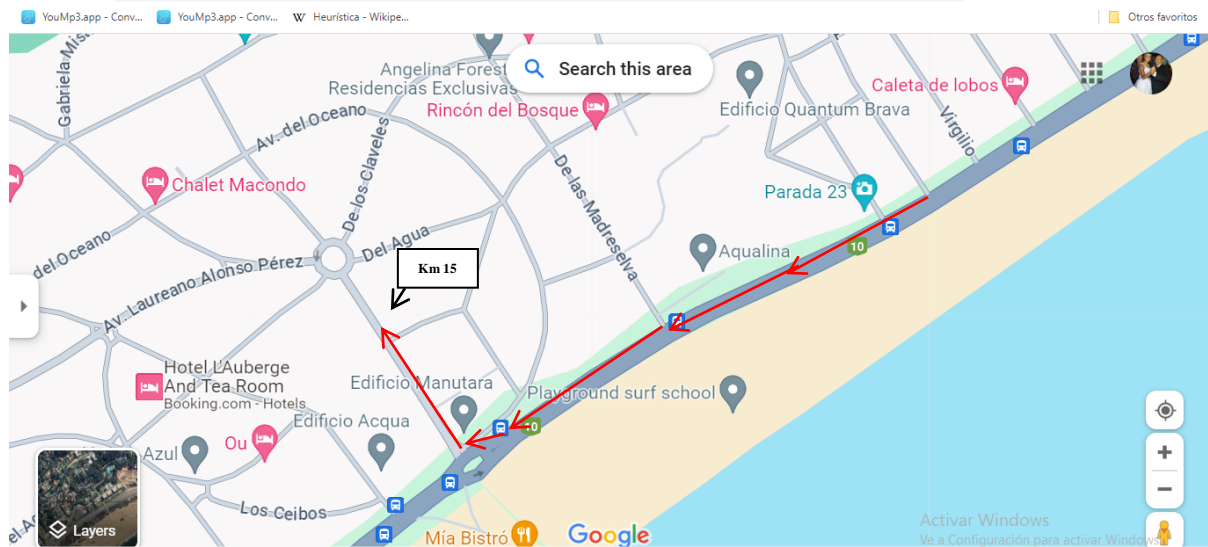 YouMp3.app - Conv...
YouMp3.app - Conv...
W
Heurística - Wikipe...
Otros favoritos
Gabriela Mis
Angelina Forest
Residencias Exclusivas
Search this area
Caleta de lobos
Rincón del Bosque
Edificio Quantum Brava
Av. del Oceano
De los Claveles
Virgilio
Chalet Macondo
De las Madreselva
Parada 23
del Oceano
Del Agua
10
Aqualina
Km 15
Av. Laureano Alonso Pérez
Hotel L'Auberge
And Tea Room
Booking.com - Hotels
Edificio Manutara
Playground surf school
Edificio Acqua
10
Ou
Azul
Los Ceibos
Layers
Mía Bistró
Google
Activar Windows
Ve a Configuración para activar Windows.